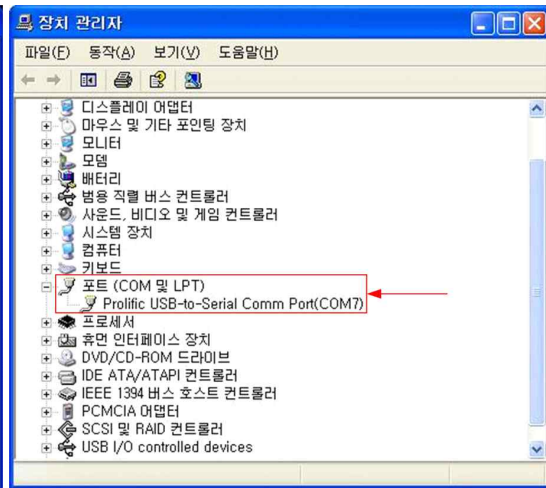 장치 관리자
파일(F) 동작(A) 보기(V) 도움말(H)
디스플레이 어댑터
마우스 및 기타 포인팅 장치
모니터
모뎀
배터리
범용 직렬 버스 컨트롤러
사운드, 비디오 및 게임 컨트롤러
시스템 장치
컴퓨터
키보드
포트 (COM 및 LPT)
Prolific USB-to-Serial Comm Port(COM7)
프로세서
휴먼 인터페이스 장치
DVD/CD-ROM 드라이브
IDE ATA/ATAPI 컨트롤러
IEEE 1394 버스 호스트 컨트롤러
PCMCIA 어댑터
SCSI 및 RAID 컨트롤러
USB I/O controlled devices